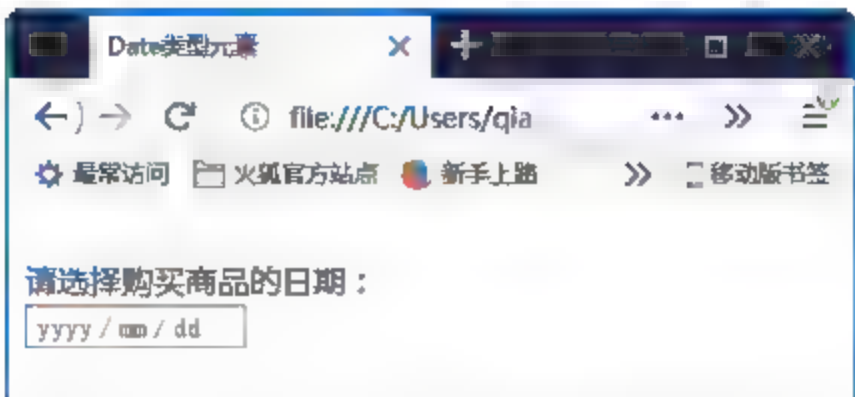 Date类型元素
file:///C:/Users/qia
最常访问 火狐官方站点 新手上路 移动版书签
请选择购买商品的日期：
yyyy / mm / dd